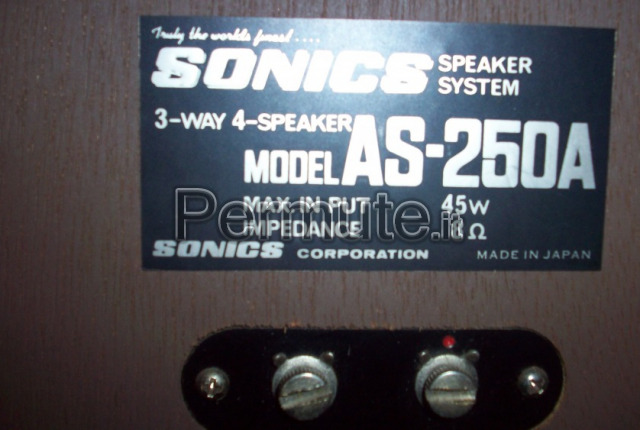 Truly the worlds finest....
SONICS SPEAKER SYSTEM
3-WAY 4-SPEAKER
MODEL AS-250A
MAX.IN PUT 45W
IMPEDANCE 8Ω
Permute.it
SONICS CORPORATION MADE IN JAPAN